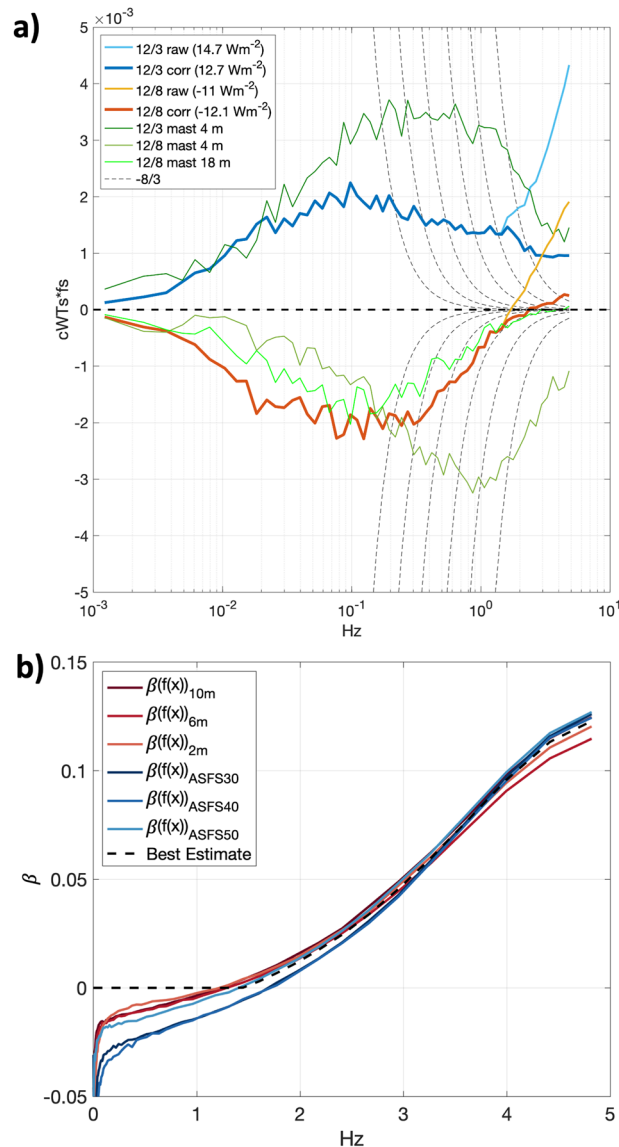 a)
×10⁻³
5
4
3
2
1
0
-1
-2
-3
-4
-5
cWTs*fs
12/3 raw (14.7 Wm⁻²)
12/3 corr (12.7 Wm⁻²)
12/8 raw (-11 Wm⁻²)
12/8 corr (-12.1 Wm⁻²)
12/3 mast 4 m
12/8 mast 4 m
12/8 mast 18 m
-8/3
10⁻³ 10⁻² 10⁻¹ 10⁰ 10¹
Hz
b)
0.15
0.1
0.05
0
-0.05
β
β(f(x))₁₀ₘ
β(f(x))₆ₘ
β(f(x))₂ₘ
β(f(x))ASFS30
β(f(x))ASFS40
β(f(x))ASFS50
Best Estimate
0 1 2 3 4 5
Hz